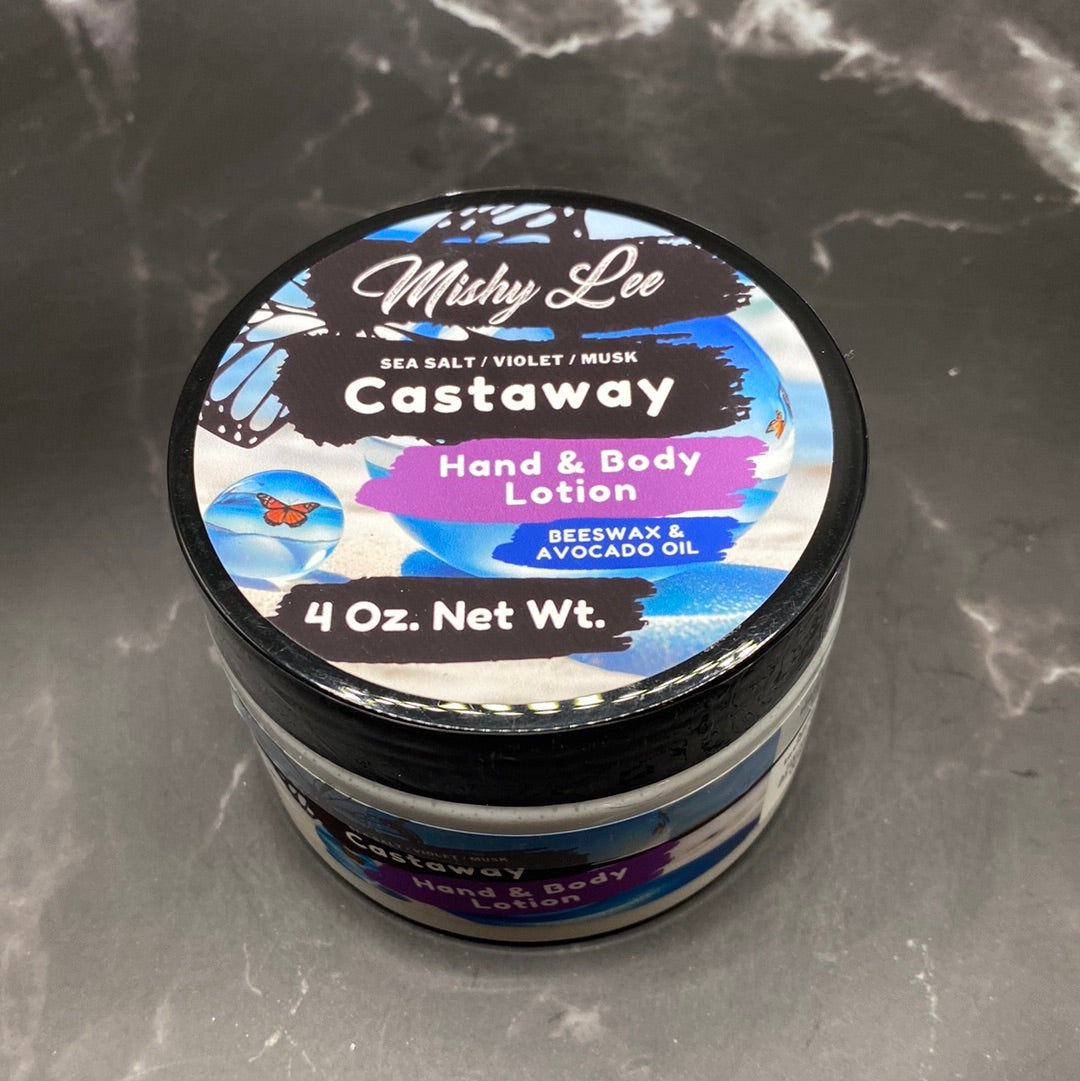 Mishy Lee
SEA SALT / VIOLET / MUSK
Castaway
Hand & Body
Lotion
BEESWAX &
AVOCADO OIL
4 Oz. Net Wt.
SALT / VIOLET / MUSK
Castaway
Hand & Body
Lotion